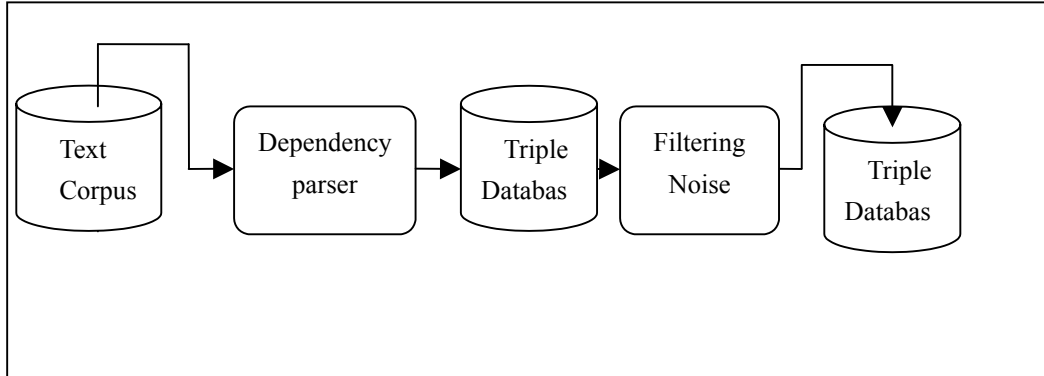 Text
Corpus
Dependency
parser
Triple
Databas
Filtering
Noise
Triple
Databas